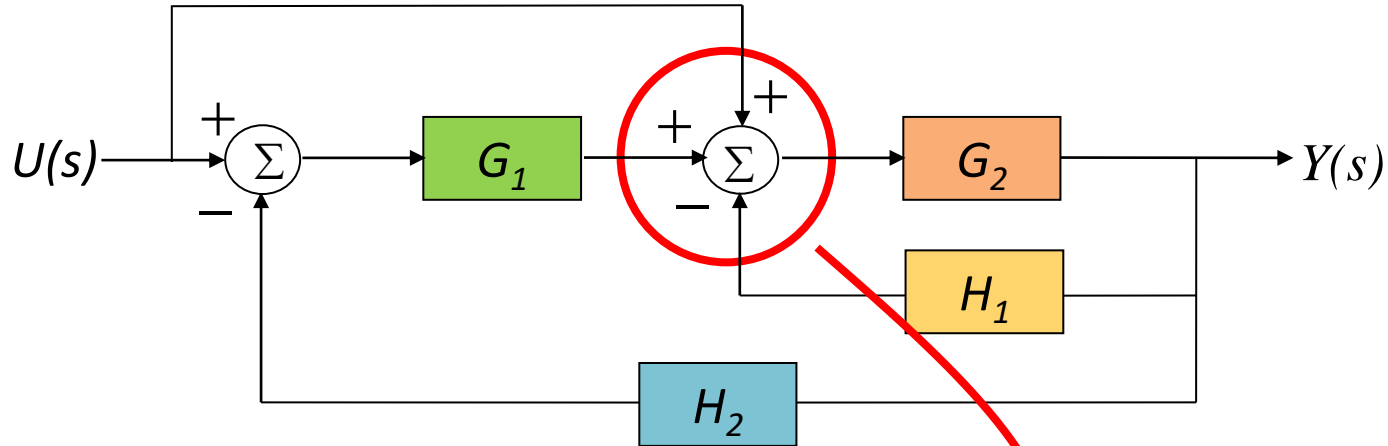 + + +
U(s) Σ G₁ Σ G₂ Y(s)
− −
H₁
H₂